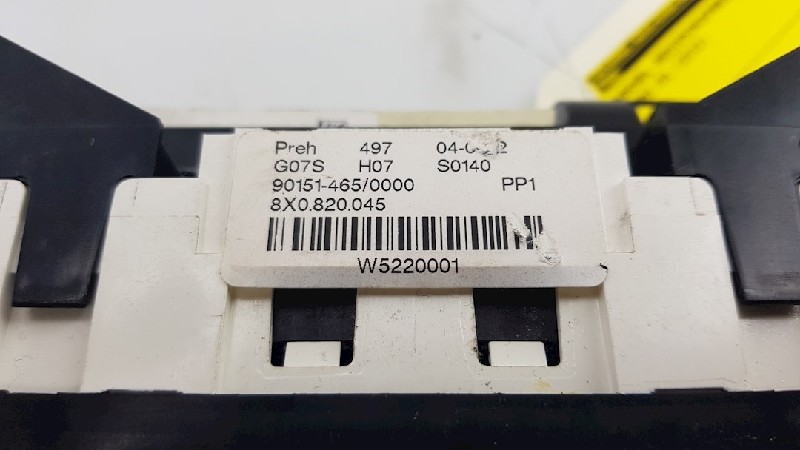 Preh 497
G07S H07 S0140
90151-465/0000 PP1
8X0.820.045
W5220001